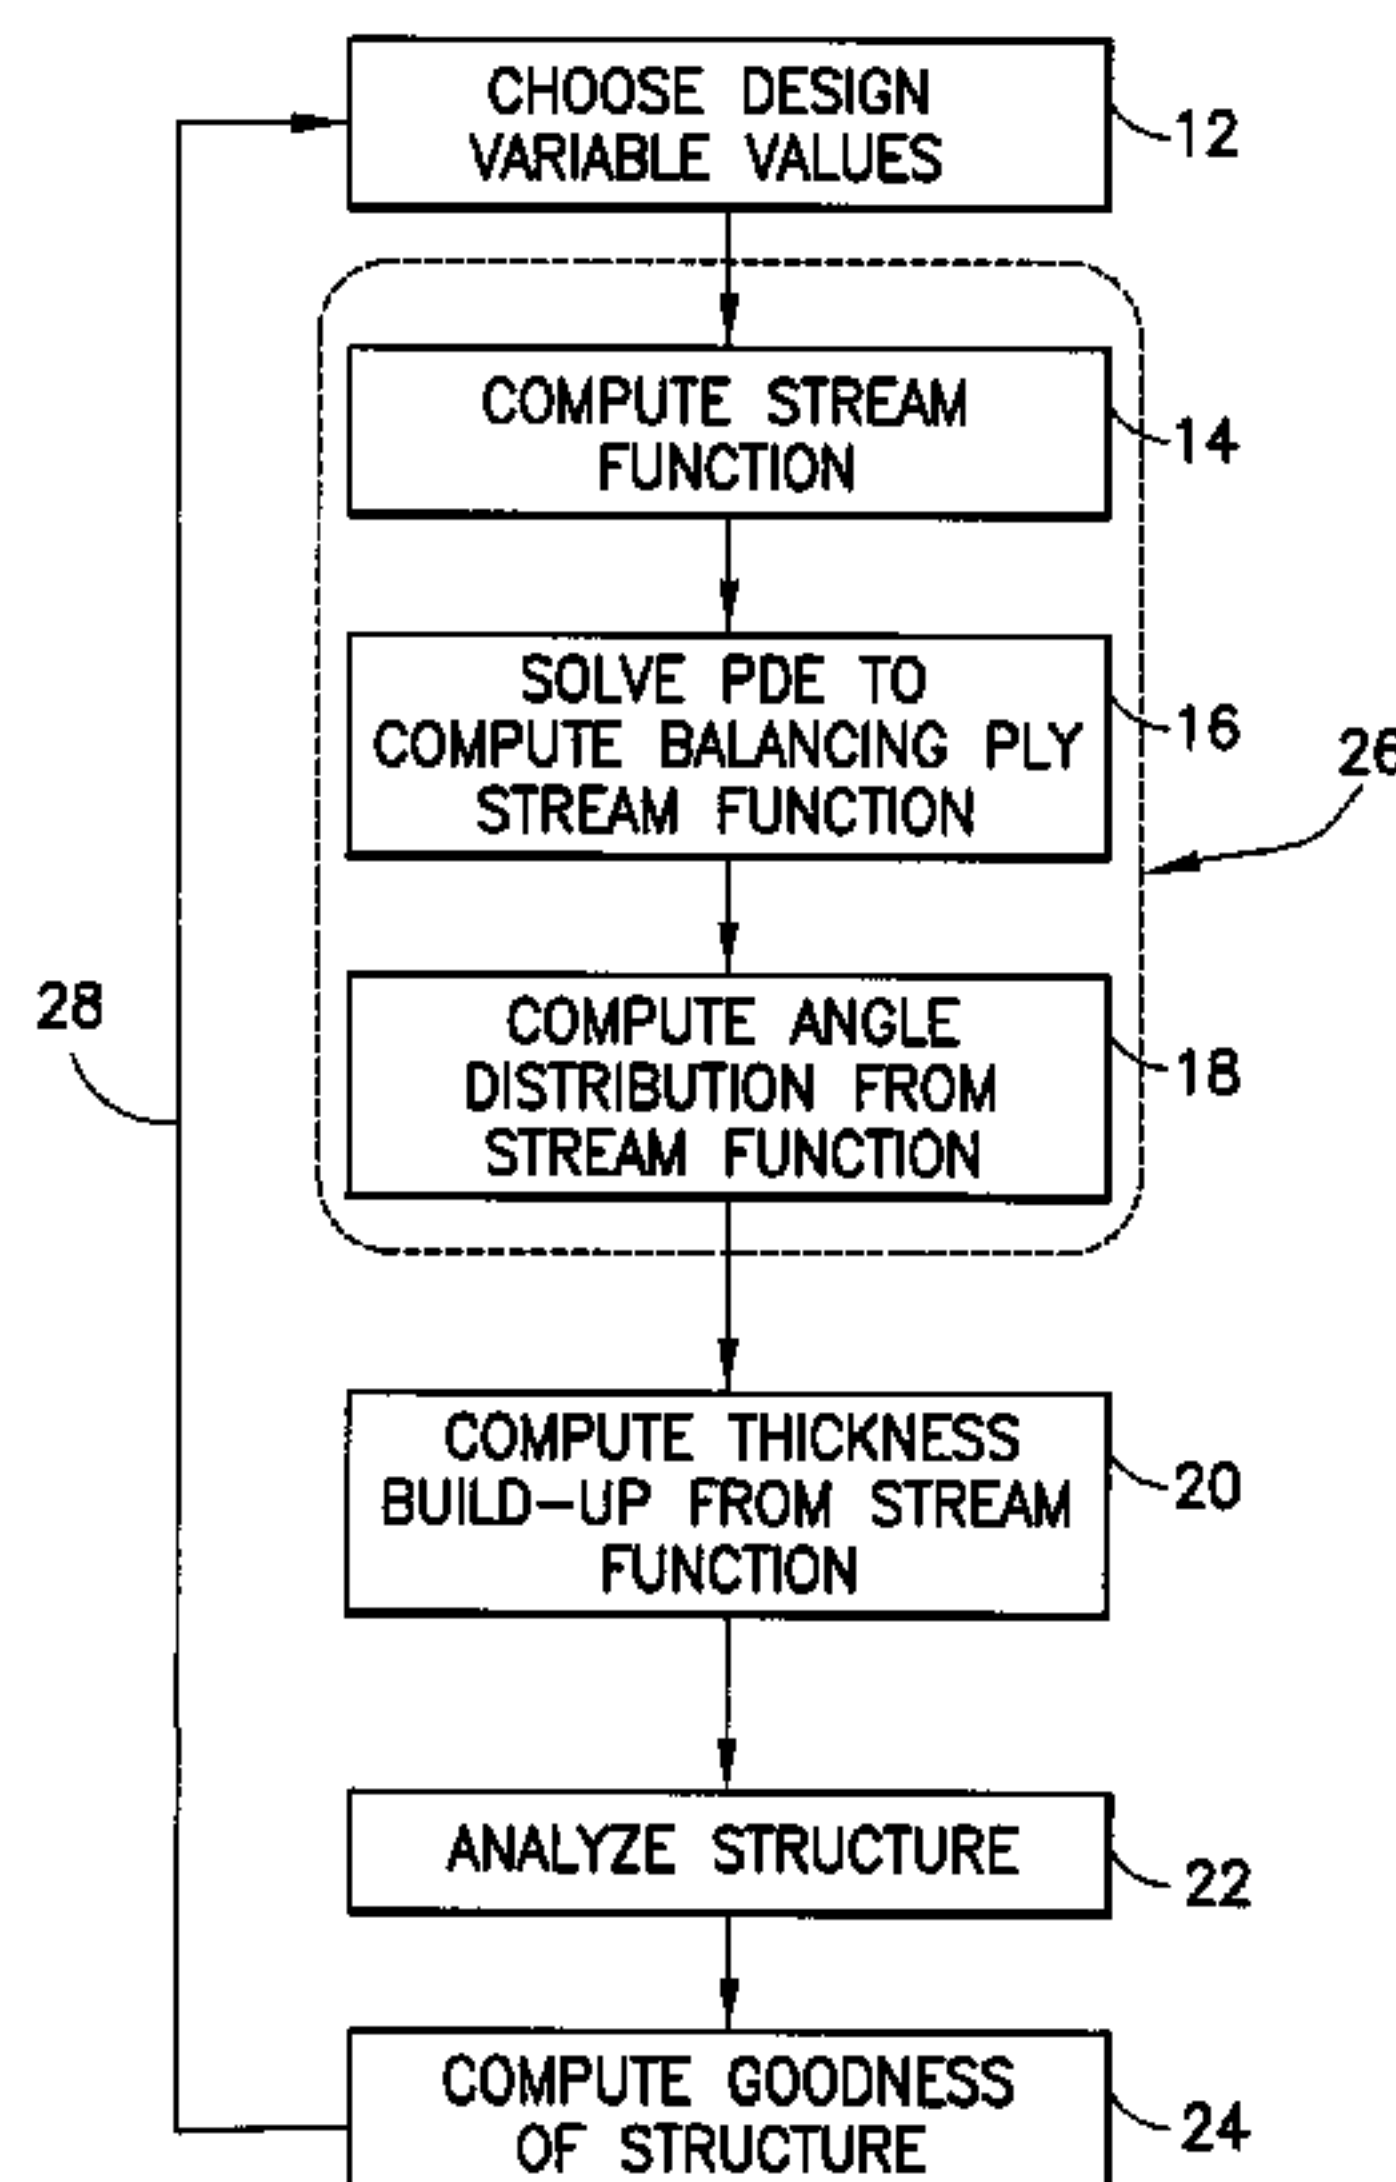 CHOOSE DESIGN
VARIABLE VALUES
12
COMPUTE STREAM
FUNCTION
14
SOLVE PDE TO
COMPUTE BALANCING PLY
STREAM FUNCTION
16
26
COMPUTE ANGLE
DISTRIBUTION FROM
STREAM FUNCTION
18
28
COMPUTE THICKNESS
BUILD-UP FROM STREAM
FUNCTION
20
ANALYZE STRUCTURE
22
COMPUTE GOODNESS
OF STRUCTURE
24